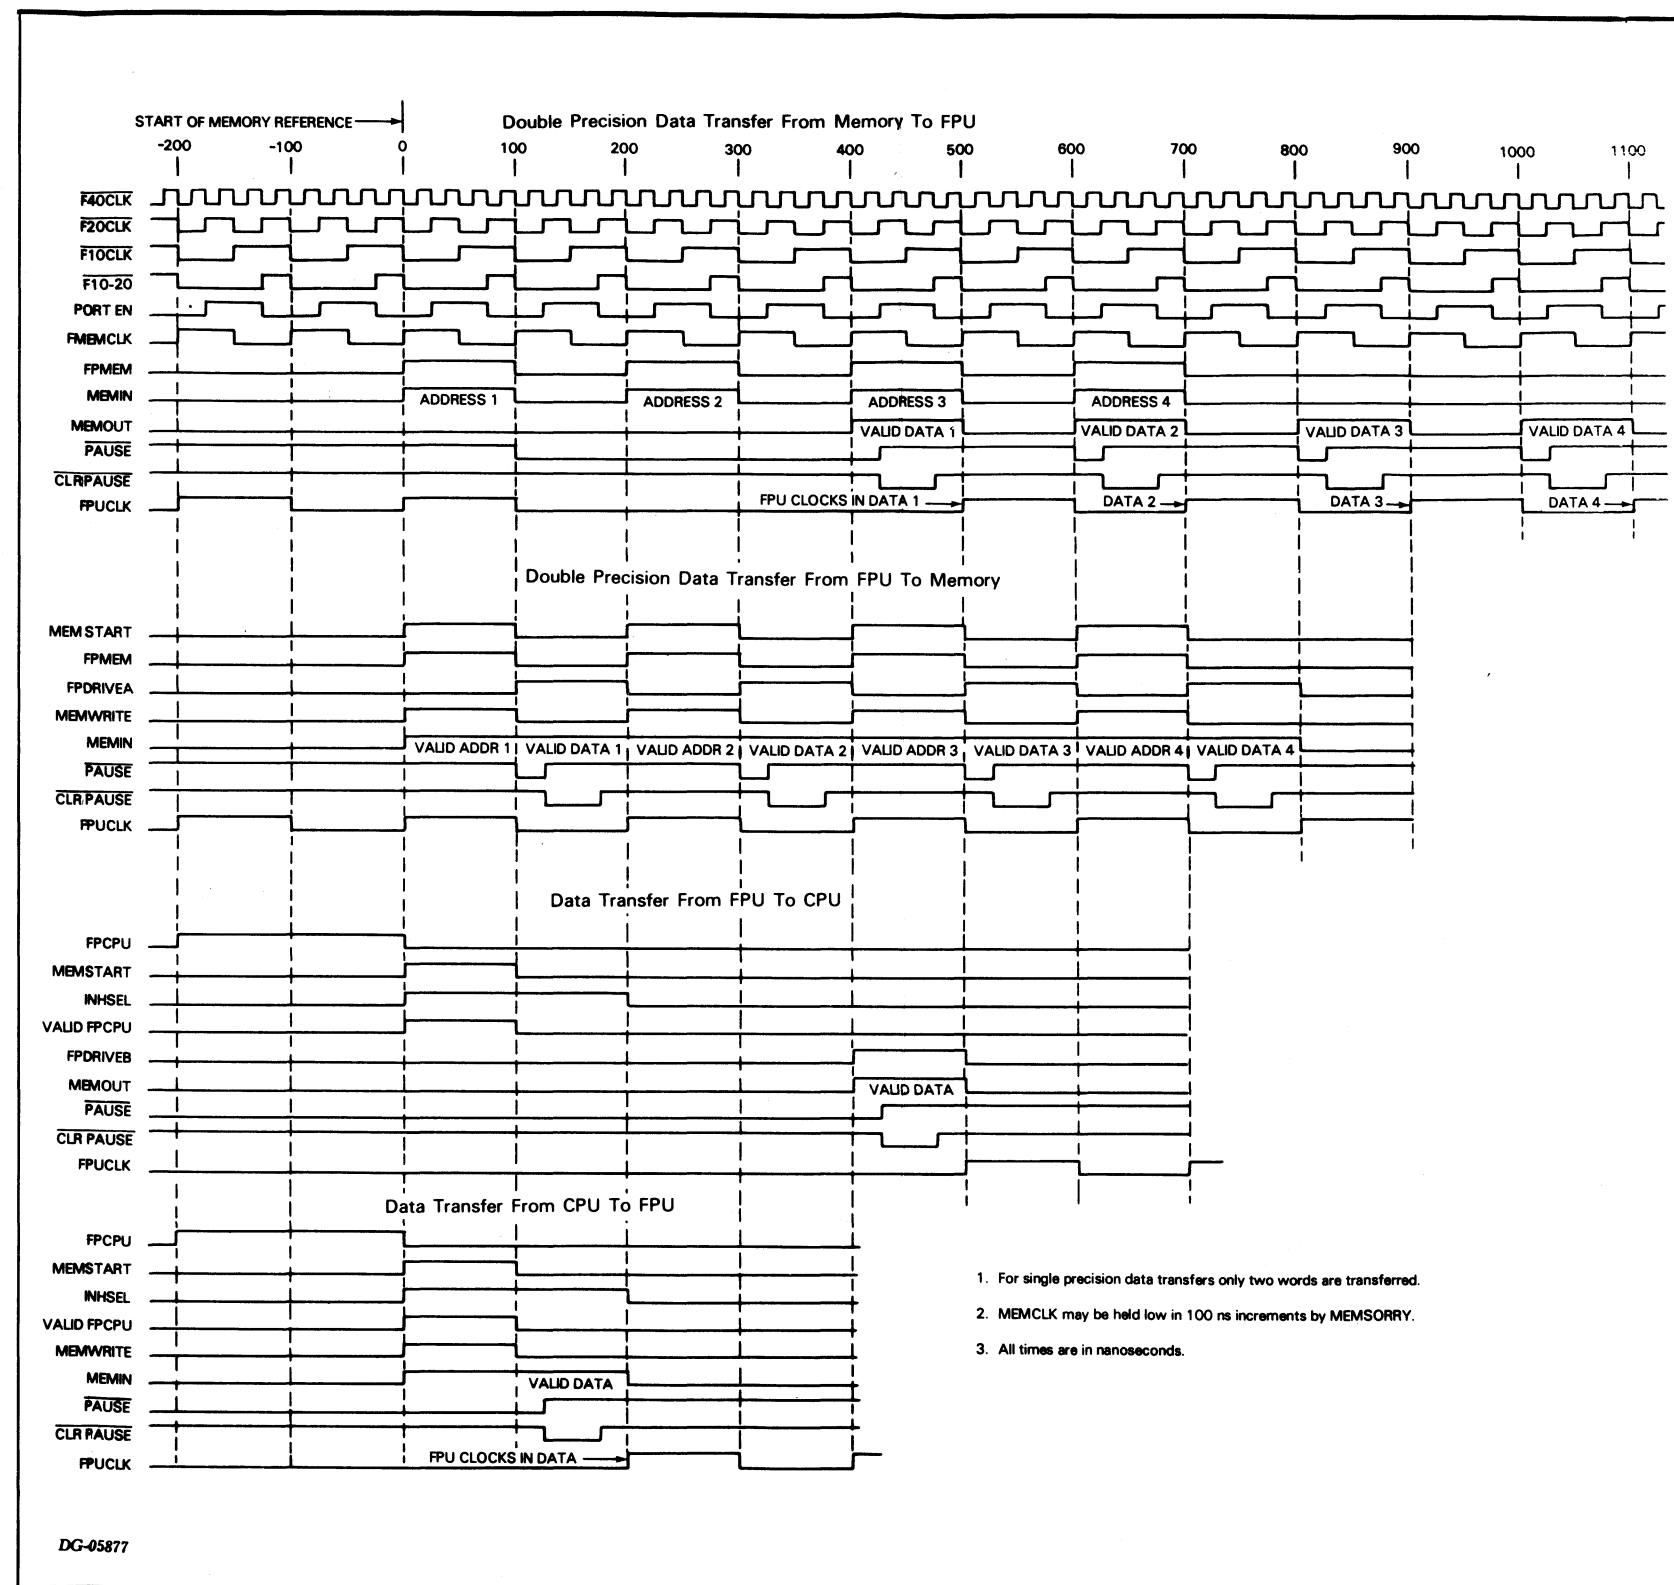 START OF MEMORY REFERENCE
Double Precision Data Transfer From Memory To FPU
-200 -100 0 100 200 300 400 500 600 700 800 900 1000 1100
F40CLK
F20CLK
F10CLK
F10-20
PORT EN
FMEMCLK
FPMEM
MEMIN ADDRESS 1 ADDRESS 2 ADDRESS 3 ADDRESS 4
MEMOUT VALID DATA 1 VALID DATA 2 VALID DATA 3 VALID DATA 4
PAUSE
CLRPAUSE
FPUCLK FPU CLOCKS IN DATA 1 DATA 2 DATA 3 DATA 4
Double Precision Data Transfer From FPU To Memory
MEM START
FPMEM
FPDRIVEA
MEMWRITE
MEMIN VALID ADDR 1 VALID DATA 1 VALID ADDR 2 VALID DATA 2 VALID ADDR 3 VALID DATA 3 VALID ADDR 4 VALID DATA 4
PAUSE
CLR PAUSE
FPUCLK
Data Transfer From FPU To CPU
FPCPU
MEMSTART
INHSEL
VALID FPCPU
FPDRIVEB
MEMOUT VALID DATA
PAUSE
CLR PAUSE
FPUCLK
Data Transfer From CPU To FPU
FPCPU
MEMSTART
INHSEL
VALID FPCPU
MEMWRITE
MEMIN VALID DATA
PAUSE
CLR PAUSE
FPUCLK FPU CLOCKS IN DATA
1. For single precision data transfers only two words are transferred.
2. MEMCLK may be held low in 100 ns increments by MEMSORRY.
3. All times are in nanoseconds.
DG-05877